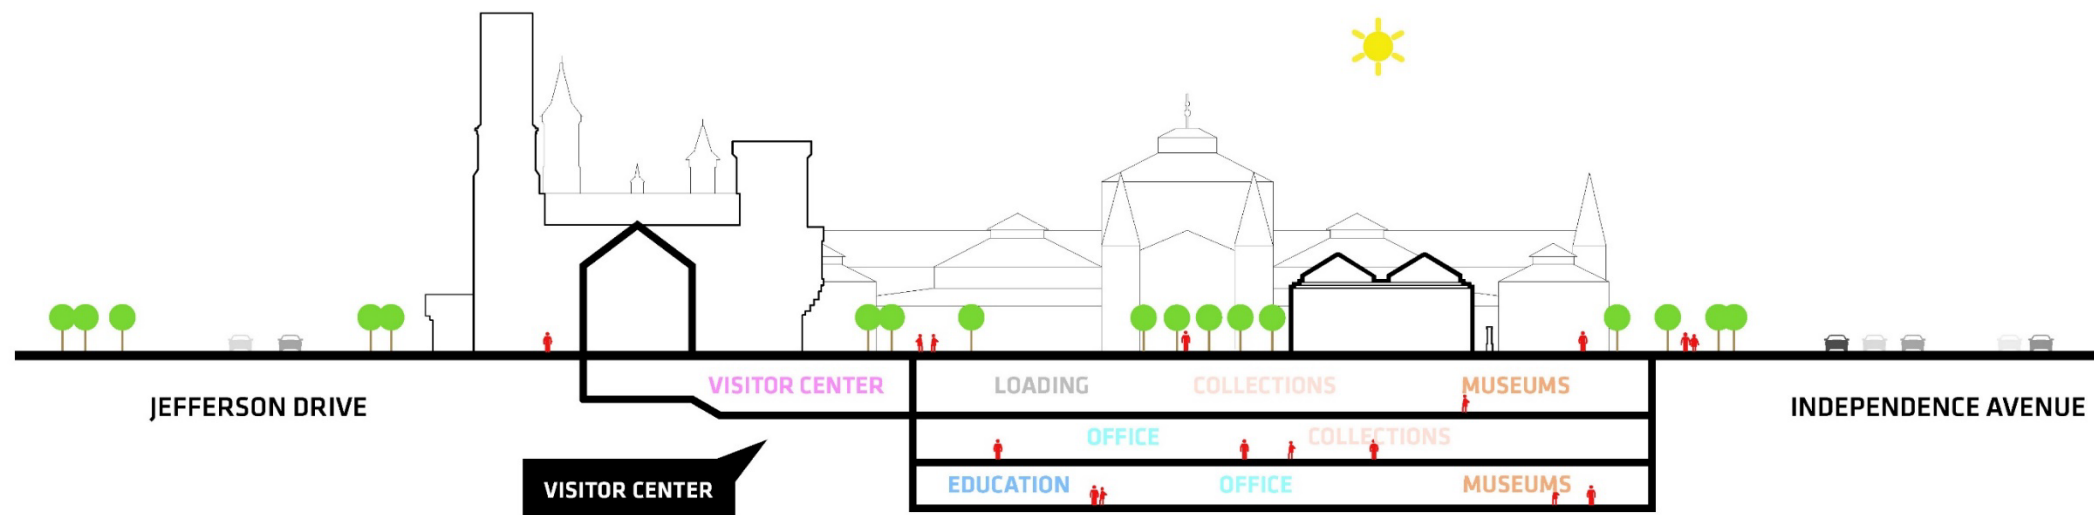 VISITOR CENTER
LOADING
COLLECTIONS
MUSEUMS
JEFFERSON DRIVE
INDEPENDENCE AVENUE
OFFICE
COLLECTIONS
EDUCATION
OFFICE
MUSEUMS
VISITOR CENTER